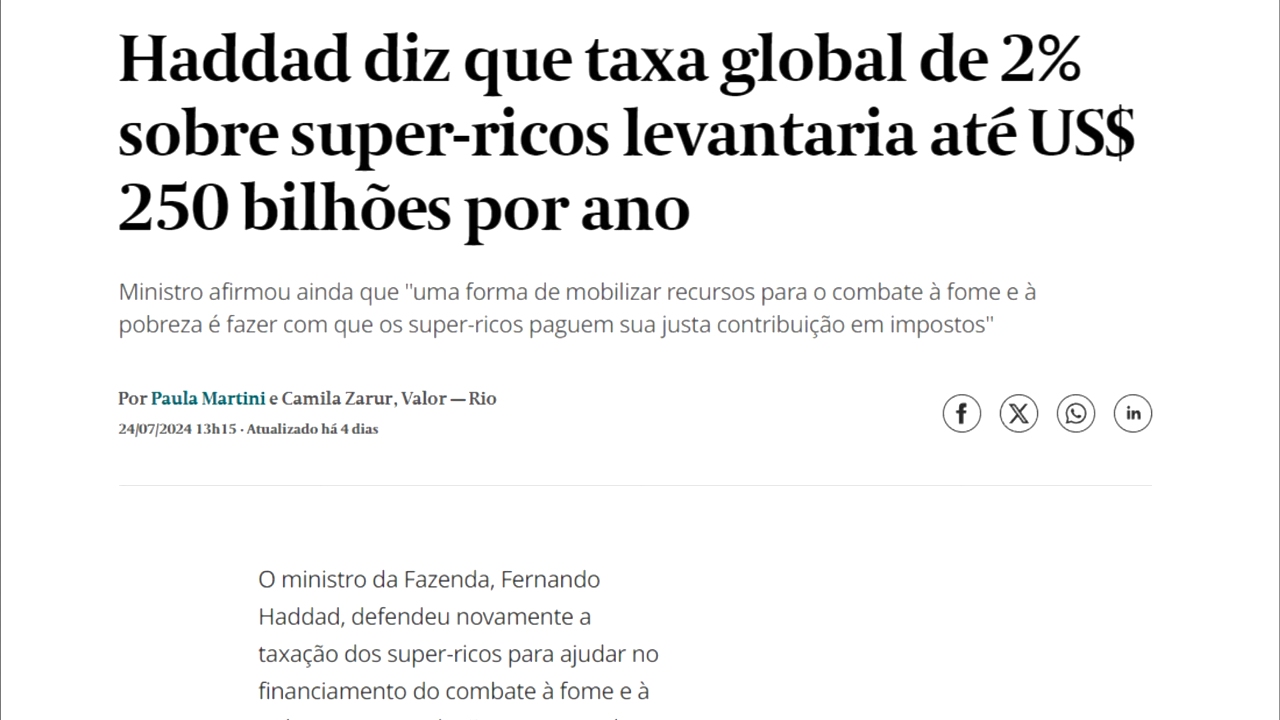 Haddad diz que taxa global de 2%
sobre super-ricos levantaria até US$
250 bilhões por ano
Ministro afirmou ainda que "uma forma de mobilizar recursos para o combate à fome e à
pobreza é fazer com que os super-ricos paguem sua justa contribuição em impostos"
Por Paula Martini e Camila Zarur, Valor — Rio
24/07/2024 13h15 · Atualizado há 4 dias
O ministro da Fazenda, Fernando
Haddad, defendeu novamente a
taxação dos super-ricos para ajudar no
financiamento do combate à fome e à